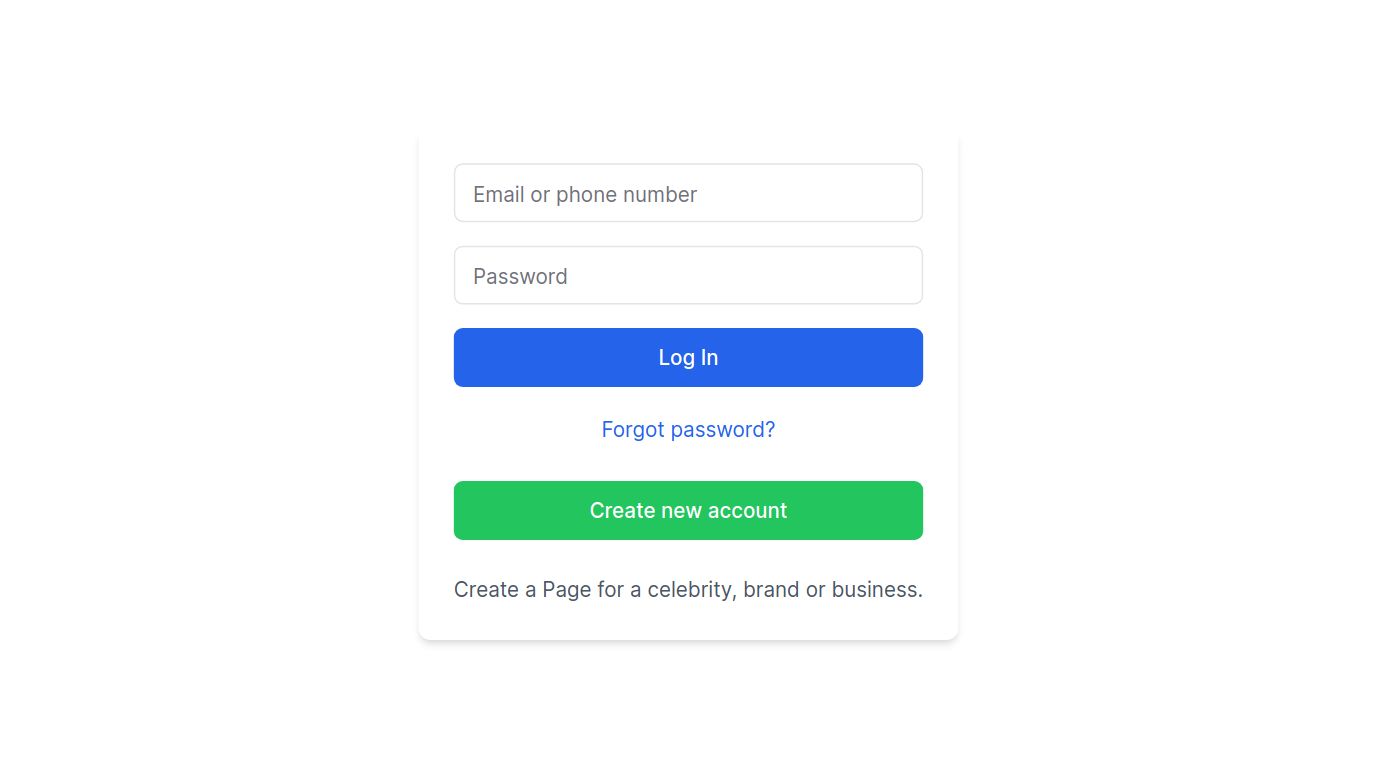 Email or phone number
Password
Log In
Forgot password?
Create new account
Create a Page for a celebrity, brand or business.